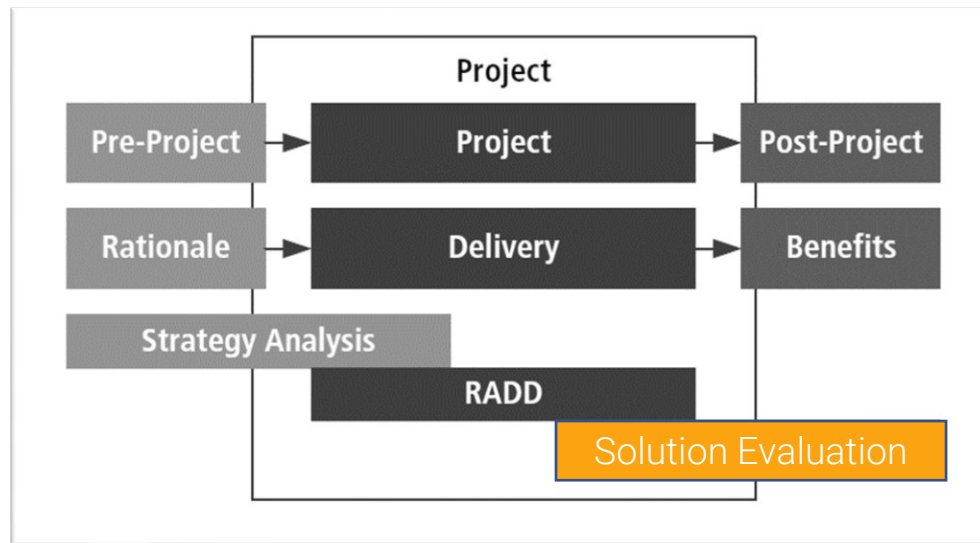 Project
Pre-Project
Project
Post-Project
Rationale
Delivery
Benefits
Strategy Analysis
RADD
Solution Evaluation